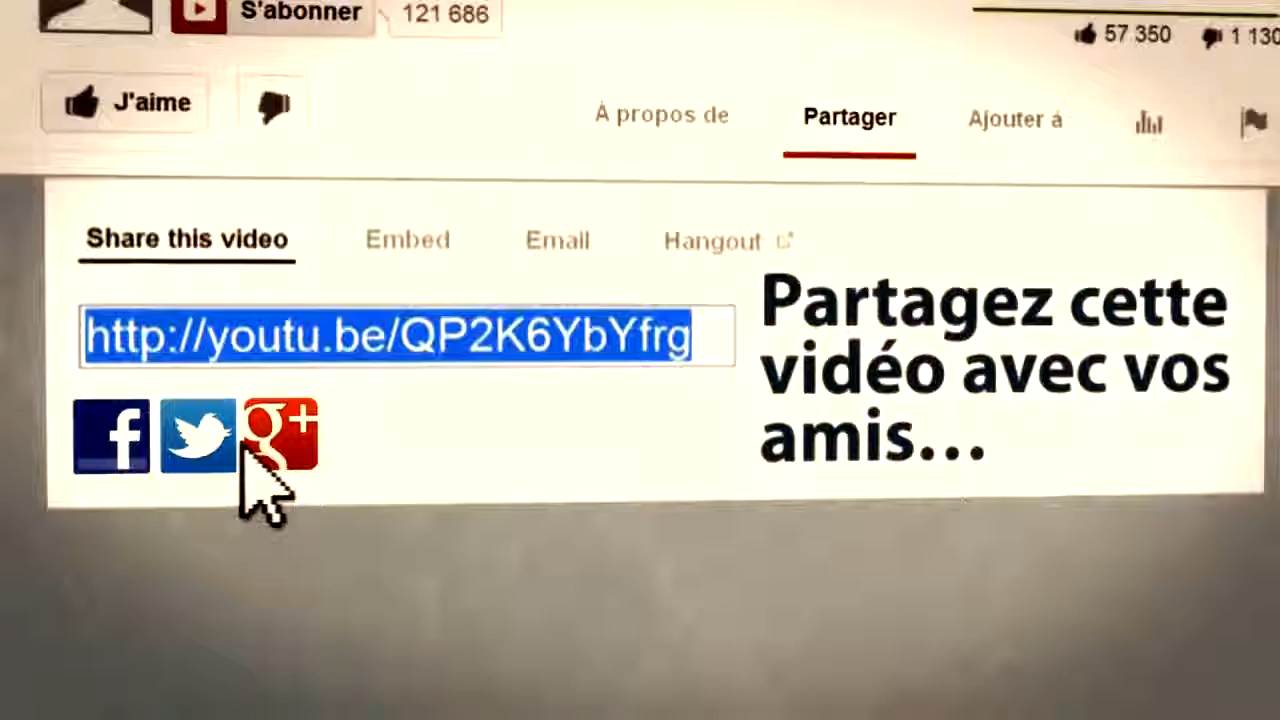 S'abonner 121 686
57 350 1 130
J'aime
À propos de Partager Ajouter à
Share this video Embed Email Hangout
http://youtu.be/QP2K6YbYfrg
Partagez cette
vidéo avec vos
amis...
f g+